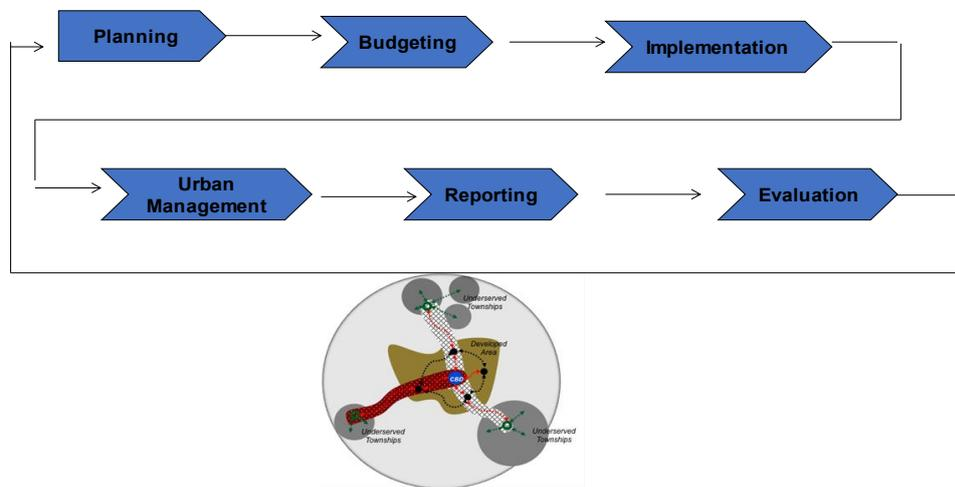 Planning
Budgeting
Implementation
Urban
Management
Reporting
Evaluation
Underserved
Townships
Developed
Area
CBD
Underserved
Townships
Underserved
Townships